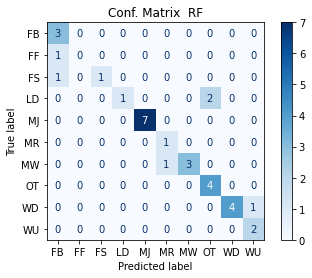 Conf. Matrix RF
7
FB 3 0 0 0 0 0 0 0 0 0
FF 1 0 0 0 0 0 0 0 0 0
6
FS 1 0 1 0 0 0 0 0 0 0
5
LD 0 0 0 1 0 0 0 2 0 0
MJ 0 0 0 0 7 0 0 0 0 0
4
MR 0 0 0 0 0 1 0 0 0 0
3
MW 0 0 0 0 0 1 3 0 0 0
2
OT 0 0 0 0 0 0 0 4 0 0
1
WD 0 0 0 0 0 0 0 0 4 1
WU 0 0 0 0 0 0 0 0 0 2
0
FB FF FS LD MJ MR MW OT WD WU
Predicted label
True label